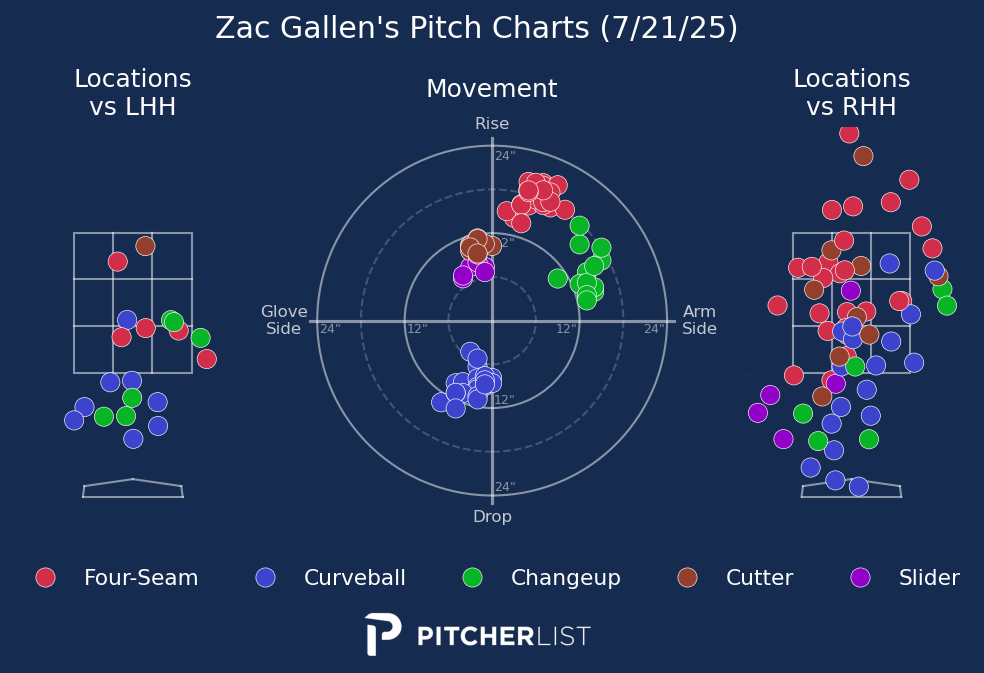 Zac Gallen's Pitch Charts (7/21/25)
Locations
vs LHH
Movement
Locations
vs RHH
Rise
24"
12"
Glove
Side
24"
12"
12"
24"
Arm
Side
12"
24"
Drop
Four-Seam
Curveball
Changeup
Cutter
Slider
PITCHERLIST